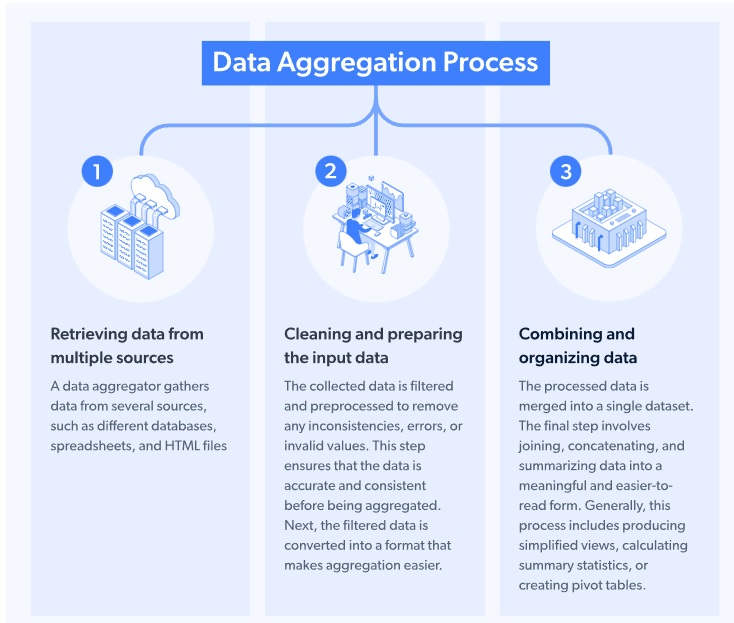 Data Aggregation Process
1
Retrieving data from
multiple sources
A data aggregator gathers
data from several sources,
such as different databases,
spreadsheets, and HTML files
2
Cleaning and preparing
the input data
The collected data is filtered
and preprocessed to remove
any inconsistencies, errors, or
invalid values. This step
ensures that the data is
accurate and consistent
before being aggregated.
Next, the filtered data is
converted into a format that
makes aggregation easier.
3
Combining and
organizing data
The processed data is
merged into a single dataset.
The final step involves
joining, concatenating, and
summarizing data into a
meaningful and easier-to-
read form. Generally, this
process includes producing
simplified views, calculating
summary statistics, or
creating pivot tables.